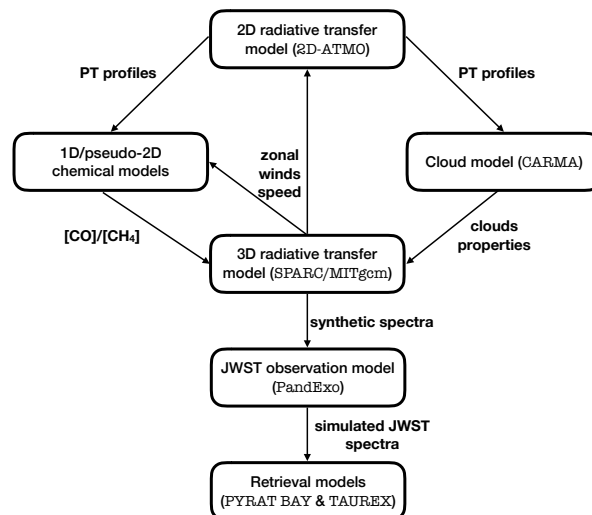 2D radiative transfer
model (2D-ATMO)
PT profiles
PT profiles
1D/pseudo-2D
chemical models
zonal
winds
speed
Cloud model (CARMA)
[CO]/[CH₄]
clouds
properties
3D radiative transfer
model (SPARC/MITgcm)
synthetic spectra
JWST observation model
(PandExo)
simulated JWST
spectra
Retrieval models
(PYRAT BAY & TAUREX)